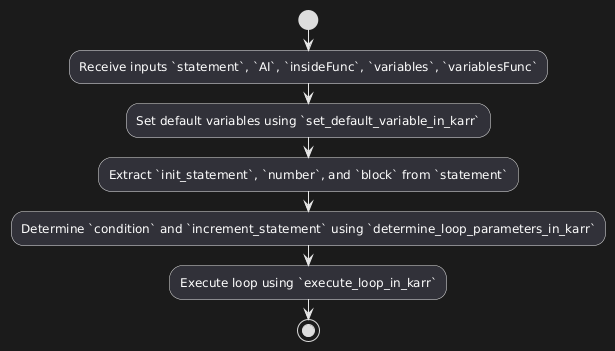 Receive inputs `statement`, `AI`, `insideFunc`, `variables`, `variablesFunc`
Set default variables using `set_default_variable_in_karr`
Extract `init_statement`, `number`, and `block` from `statement`
Determine `condition` and `increment_statement` using `determine_loop_parameters_in_karr`
Execute loop using `execute_loop_in_karr`